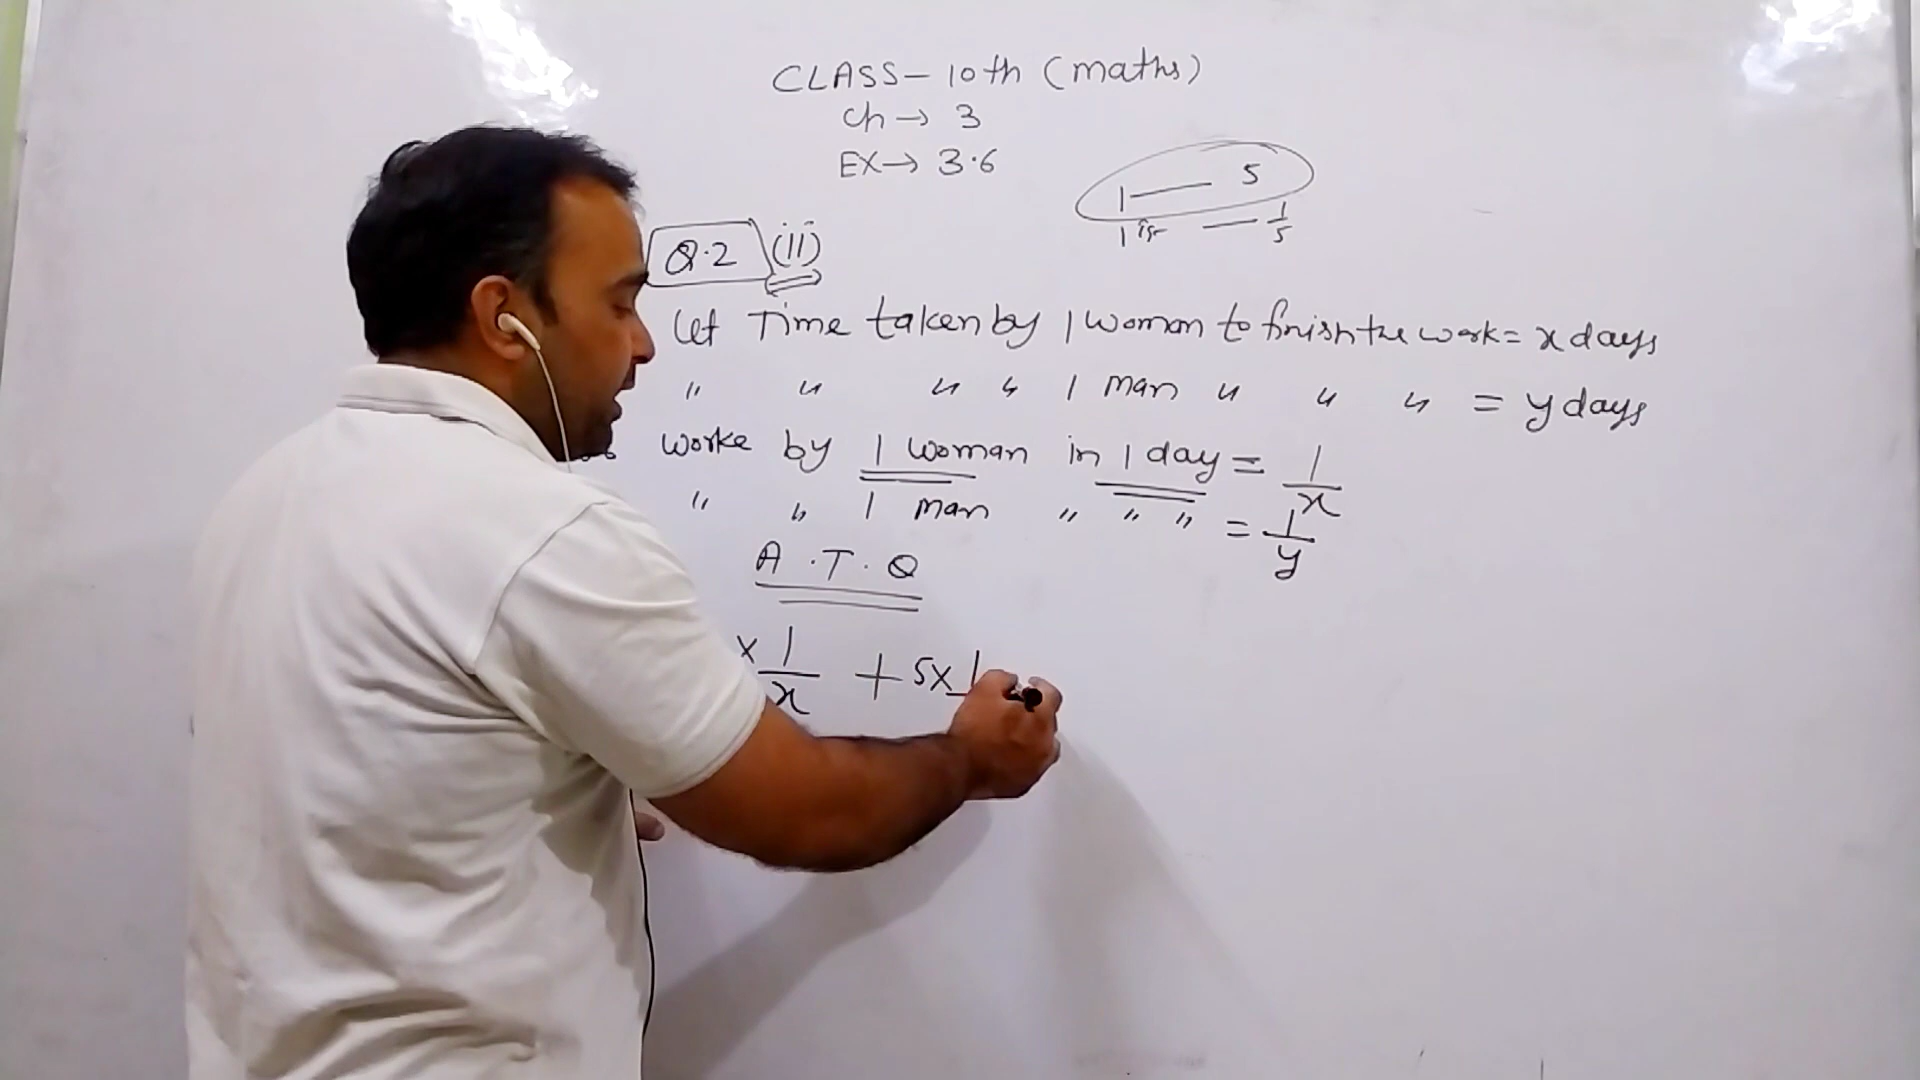 CLASS - 10th (maths)
Ch → 3
EX → 3.6
1 — 5
1 — 1/5
Q.2 (ii)
Let Time taken by 1 woman to finish the work = x days
" " " " 1 man " " " = y days
worke by 1 woman in 1 day = 1/x
" " 1 man " " " = 1/y
A.T.Q
x 1/x + 5x 1